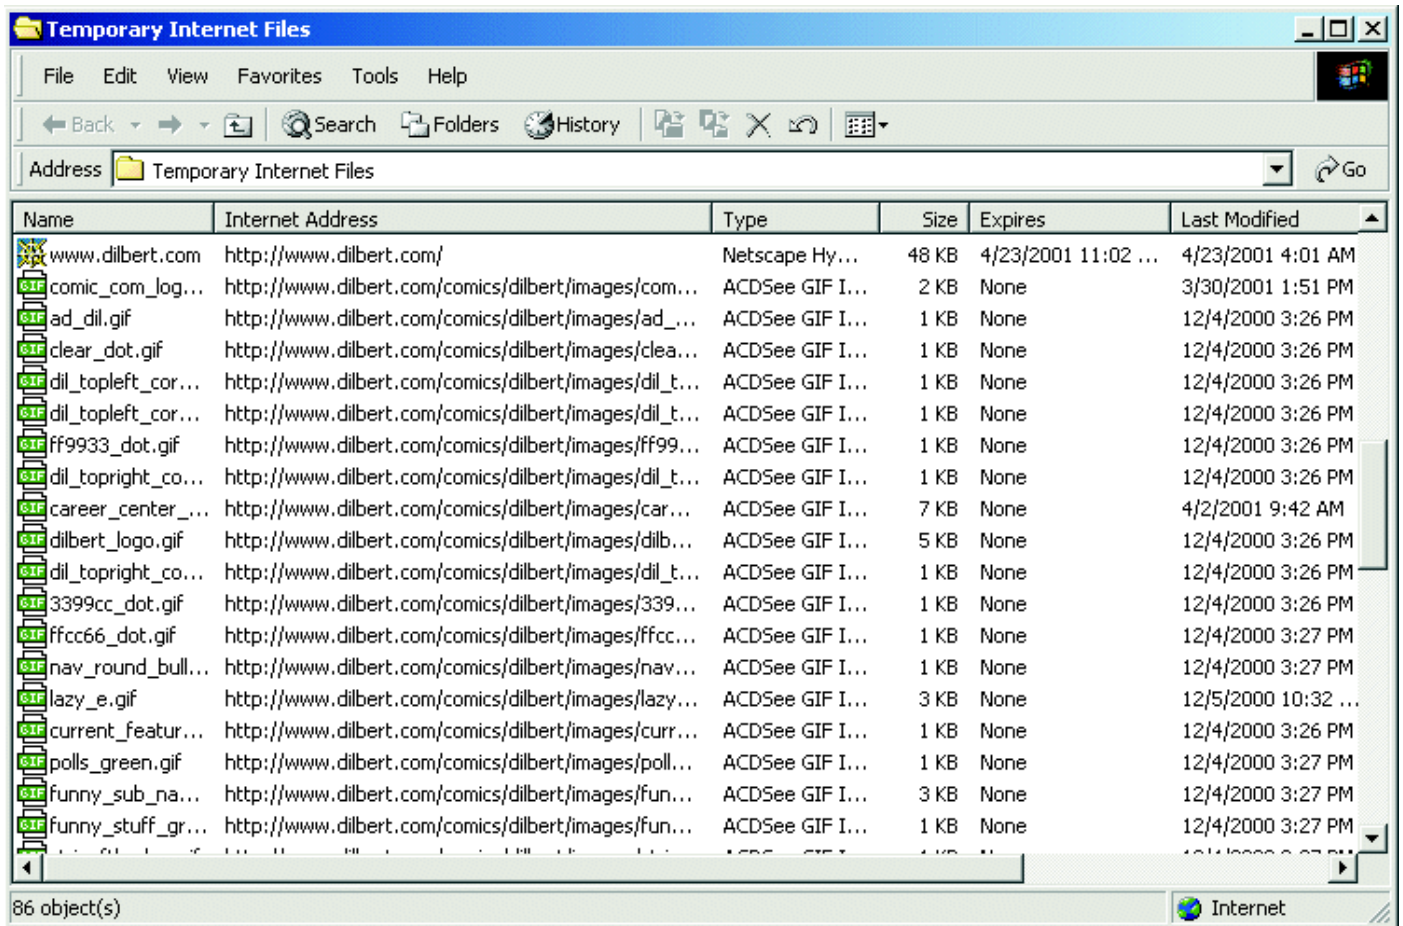 Temporary Internet Files
File Edit View Favorites Tools Help
Back Search Folders History
Address Temporary Internet Files Go
Name Internet Address Type Size Expires Last Modified
www.dilbert.com http://www.dilbert.com/ Netscape Hy... 48 KB 4/23/2001 11:02 ... 4/23/2001 4:01 AM
GIF comic_com_log... http://www.dilbert.com/comics/dilbert/images/com... ACDSee GIF I... 2 KB None 3/30/2001 1:51 PM
GIF ad_dil.gif http://www.dilbert.com/comics/dilbert/images/ad_... ACDSee GIF I... 1 KB None 12/4/2000 3:26 PM
GIF clear_dot.gif http://www.dilbert.com/comics/dilbert/images/clea... ACDSee GIF I... 1 KB None 12/4/2000 3:26 PM
GIF dil_topleft_cor... http://www.dilbert.com/comics/dilbert/images/dil_t... ACDSee GIF I... 1 KB None 12/4/2000 3:26 PM
GIF dil_topleft_cor... http://www.dilbert.com/comics/dilbert/images/dil_t... ACDSee GIF I... 1 KB None 12/4/2000 3:26 PM
GIF ff9933_dot.gif http://www.dilbert.com/comics/dilbert/images/ff99... ACDSee GIF I... 1 KB None 12/4/2000 3:26 PM
GIF dil_topright_co... http://www.dilbert.com/comics/dilbert/images/dil_t... ACDSee GIF I... 1 KB None 12/4/2000 3:26 PM
GIF career_center_... http://www.dilbert.com/comics/dilbert/images/car... ACDSee GIF I... 7 KB None 4/2/2001 9:42 AM
GIF dilbert_logo.gif http://www.dilbert.com/comics/dilbert/images/dilb... ACDSee GIF I... 5 KB None 12/4/2000 3:26 PM
GIF dil_topright_co... http://www.dilbert.com/comics/dilbert/images/dil_t... ACDSee GIF I... 1 KB None 12/4/2000 3:26 PM
GIF 3399cc_dot.gif http://www.dilbert.com/comics/dilbert/images/339... ACDSee GIF I... 1 KB None 12/4/2000 3:26 PM
GIF ffcc66_dot.gif http://www.dilbert.com/comics/dilbert/images/ffcc... ACDSee GIF I... 1 KB None 12/4/2000 3:27 PM
GIF nav_round_bull... http://www.dilbert.com/comics/dilbert/images/nav... ACDSee GIF I... 1 KB None 12/4/2000 3:27 PM
GIF lazy_e.gif http://www.dilbert.com/comics/dilbert/images/lazy... ACDSee GIF I... 3 KB None 12/5/2000 10:32 ...
GIF current_featur... http://www.dilbert.com/comics/dilbert/images/curr... ACDSee GIF I... 1 KB None 12/4/2000 3:26 PM
GIF polls_green.gif http://www.dilbert.com/comics/dilbert/images/poll... ACDSee GIF I... 1 KB None 12/4/2000 3:27 PM
GIF funny_sub_na... http://www.dilbert.com/comics/dilbert/images/fun... ACDSee GIF I... 3 KB None 12/4/2000 3:27 PM
GIF funny_stuff_gr... http://www.dilbert.com/comics/dilbert/images/fun... ACDSee GIF I... 1 KB None 12/4/2000 3:27 PM
86 object(s) Internet